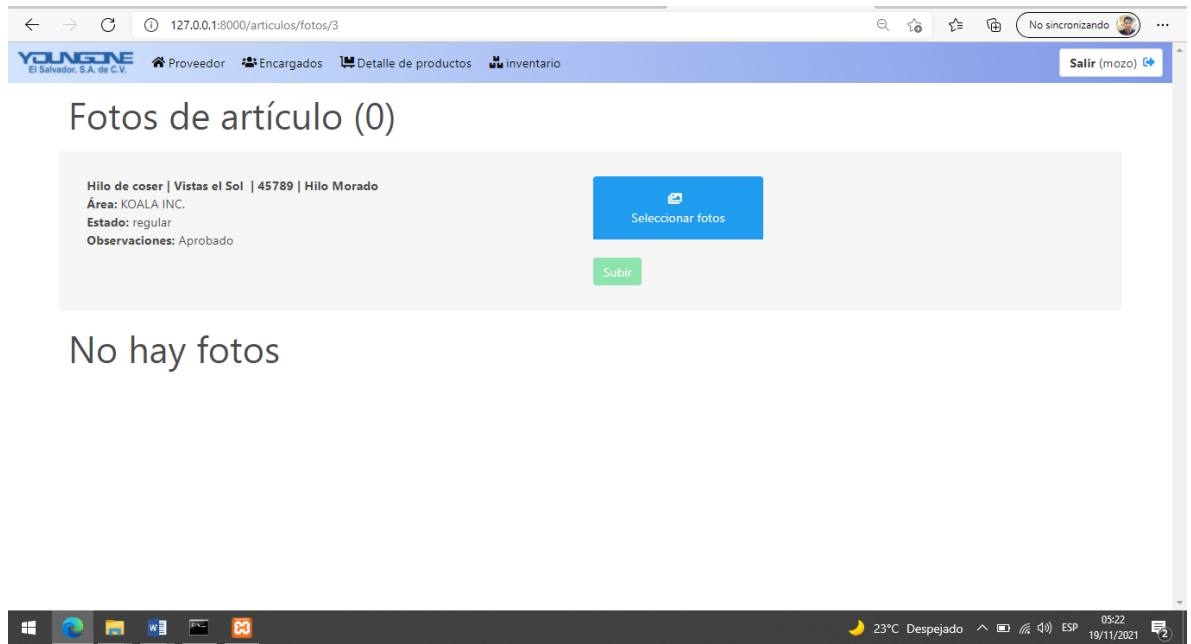 127.0.0.1:8000/articulos/fotos/3
No sincronizando
YOUNGONE
El Salvador, S.A. de C.V.
Proveedor Encargados Detalle de productos inventario
Salir (mozo)
Fotos de artículo (0)
Hilo de coser | Vistas el Sol | 45789 | Hilo Morado
Área: KOALA INC.
Estado: regular
Observaciones: Aprobado
Seleccionar fotos
Subir
No hay fotos
23°C Despejado
ESP
05:22
19/11/2021
2